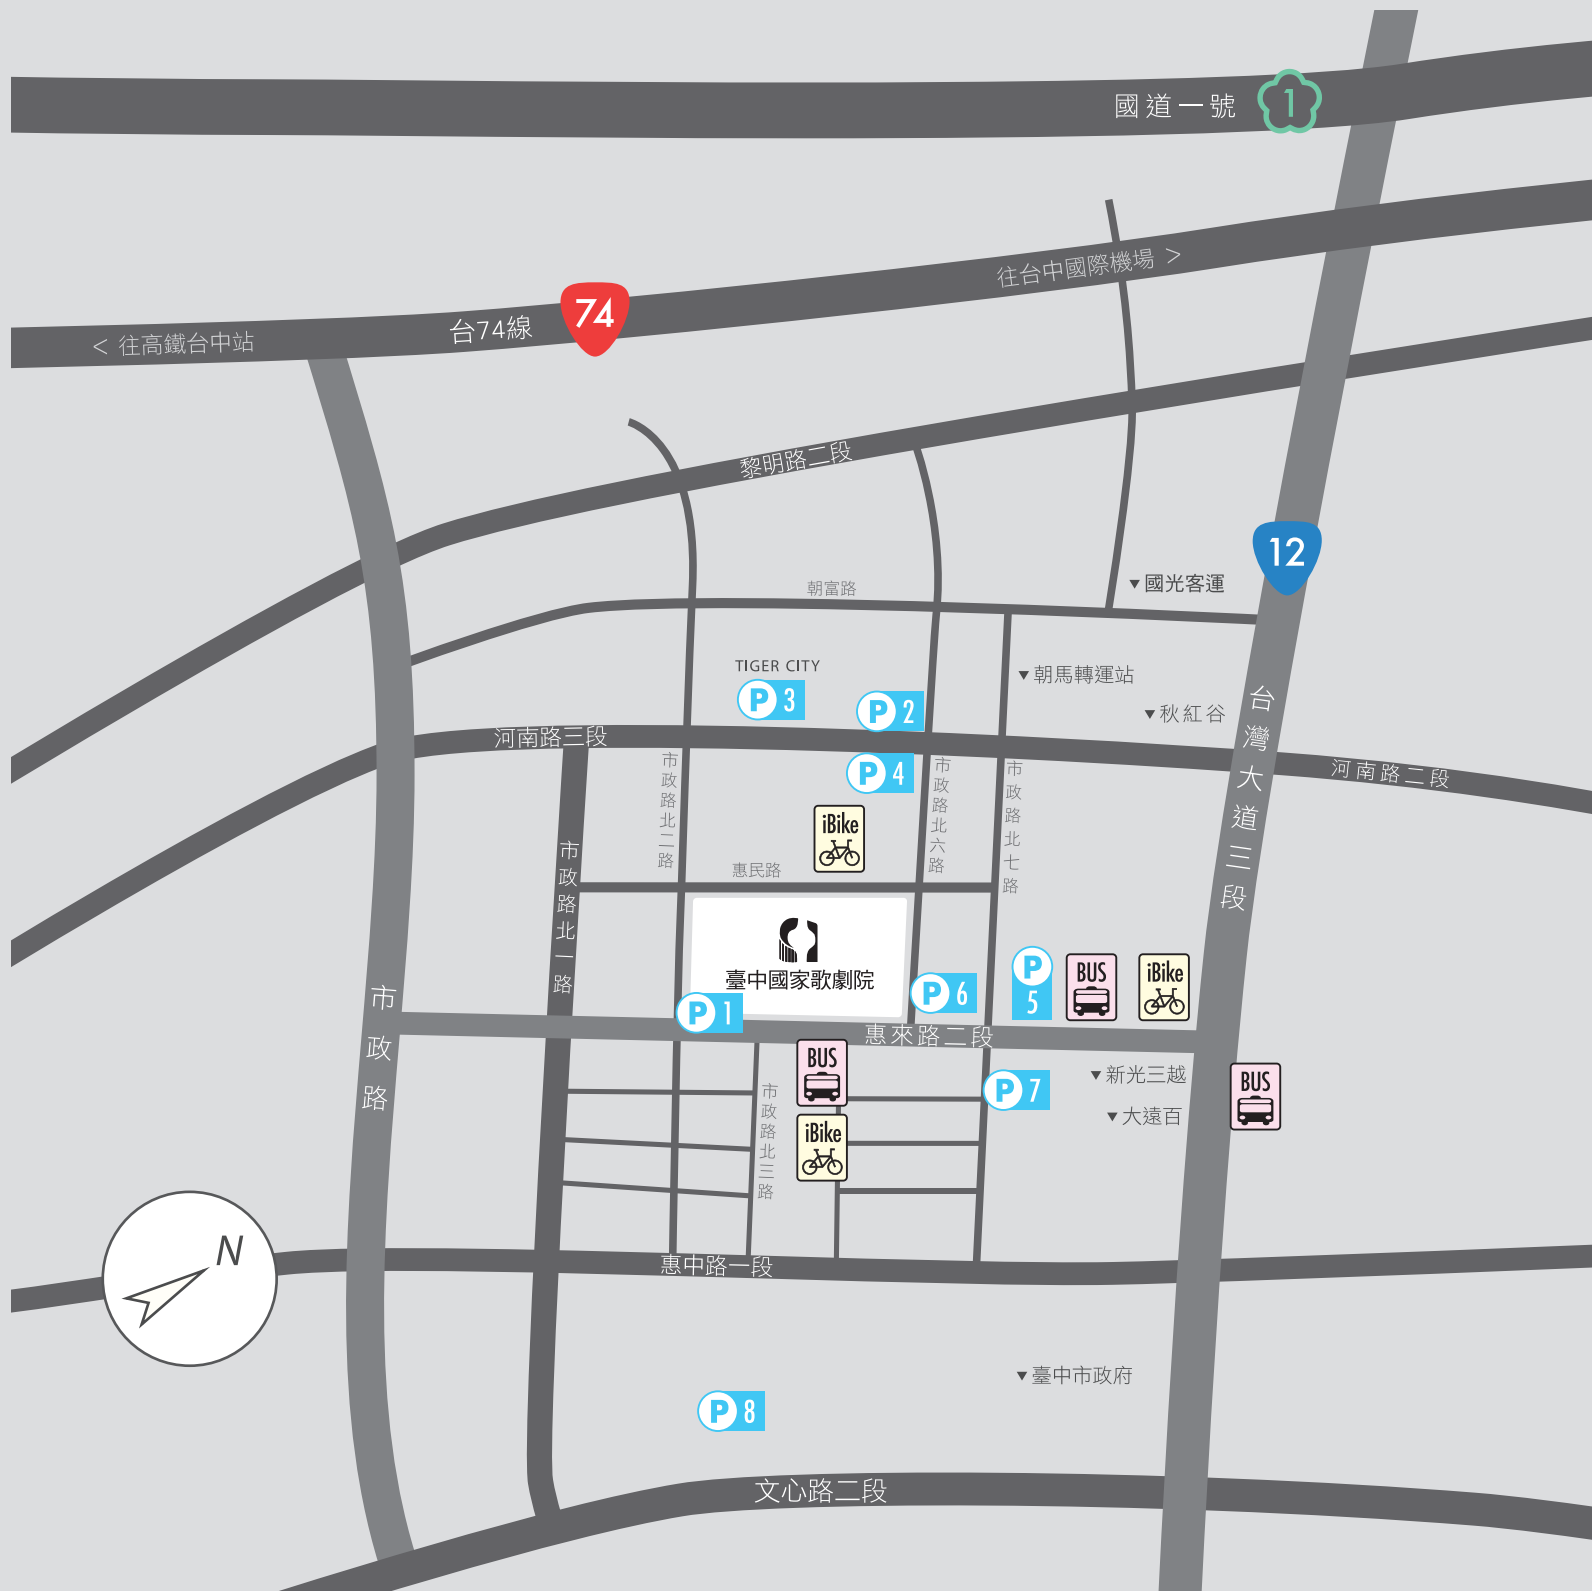 國道一號
1
往台中國際機場 >
台74線
74
< 往高鐵台中站
黎明路二段
12
朝富路
國光客運
TIGER CITY
朝馬轉運站
秋紅谷
P 3
P 2
河南路三段
河南路二段
台灣大道三段
P 4
市政路北二路
市政路北六路
市政路北七路
iBike
市政路北一路
惠民路
臺中國家歌劇院
P 1
P 6
P 5
BUS
iBike
市政路
惠來路二段
BUS
iBike
市政路北三路
P 7
新光三越
大遠百
BUS
N
惠中路一段
臺中市政府
P 8
文心路二段